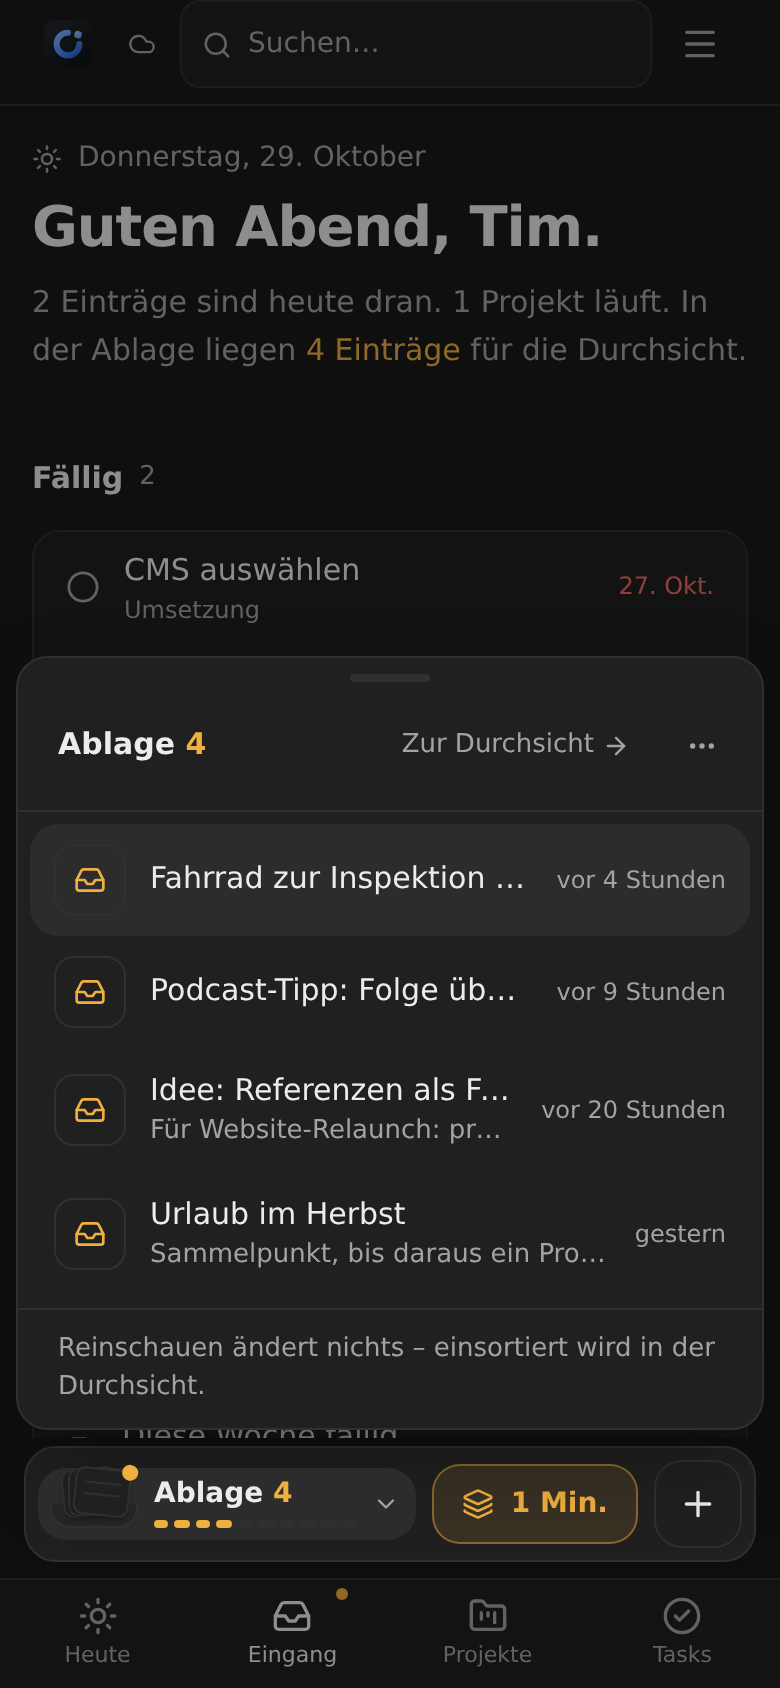 Suchen…
Donnerstag, 29. Oktober
Guten Abend, Tim.
2 Einträge sind heute dran. 1 Projekt läuft. In
der Ablage liegen 4 Einträge für die Durchsicht.
Fällig 2
CMS auswählen
27. Okt.
Umsetzung
Ablage 4
Zur Durchsicht →
Fahrrad zur Inspektion …
vor 4 Stunden
Podcast-Tipp: Folge üb…
vor 9 Stunden
Idee: Referenzen als F…
vor 20 Stunden
Für Website-Relaunch: pr…
Urlaub im Herbst
gestern
Sammelpunkt, bis daraus ein Pro…
Reinschauen ändert nichts – einsortiert wird in der
Durchsicht.
Diese Woche fällig
Ablage 4
1 Min.
Heute
Eingang
Projekte
Tasks